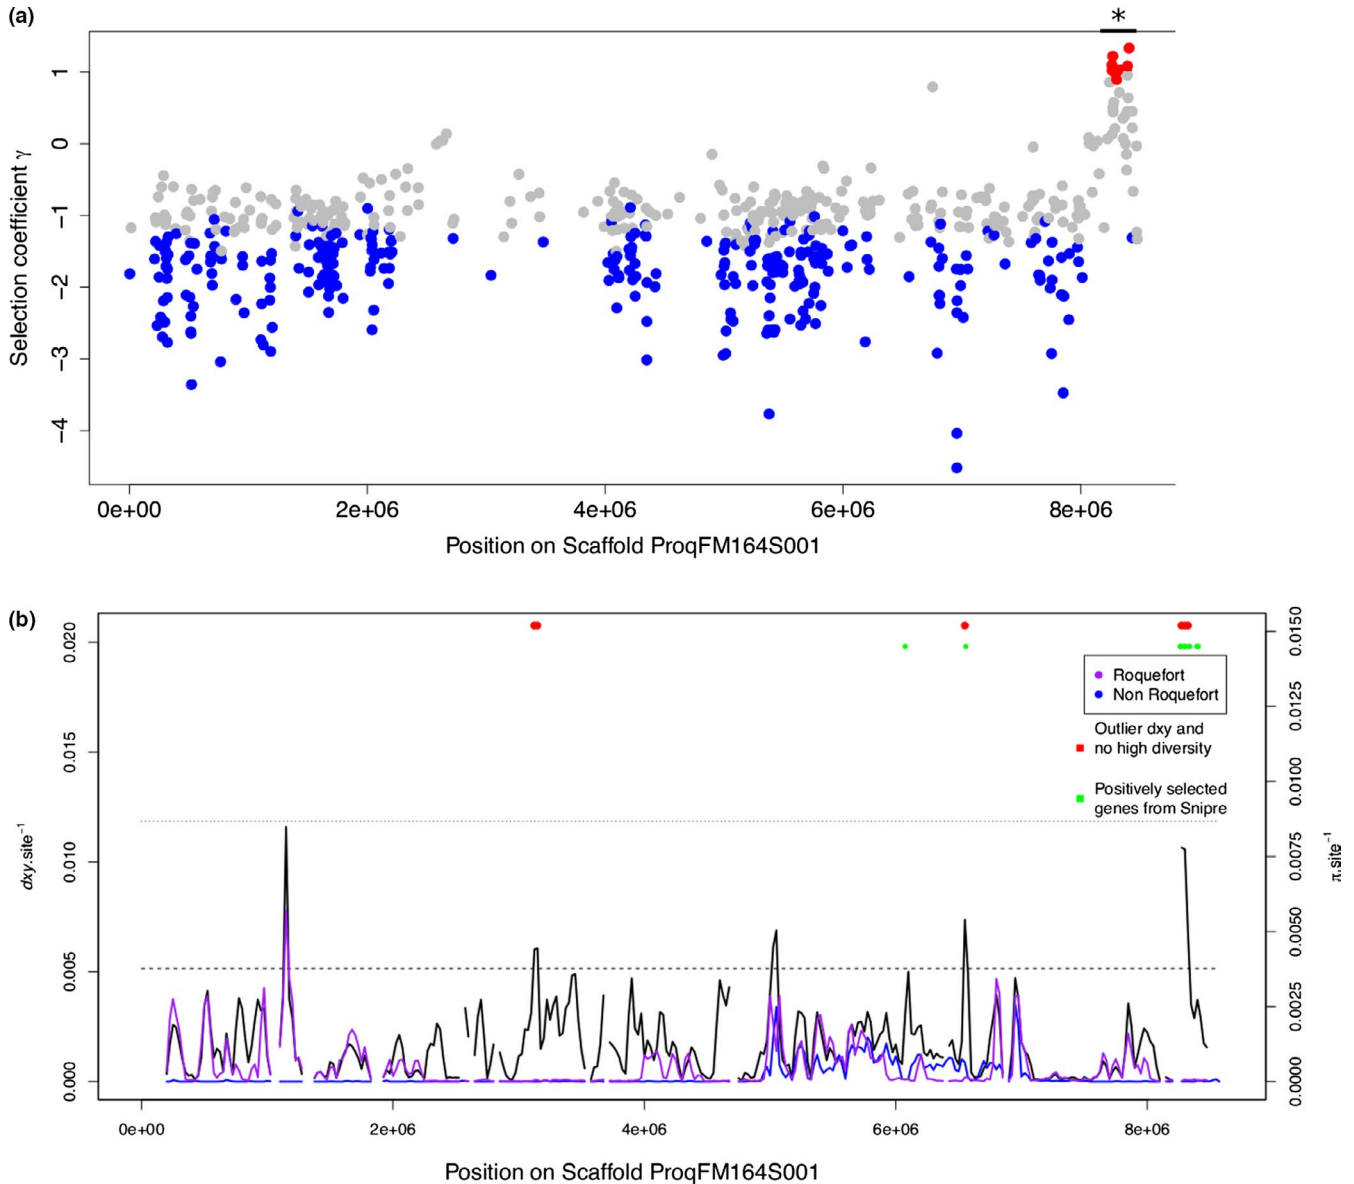 (a)
*
Selection coefficient γ
1
0
−1
−2
−3
−4
0e+00 2e+06 4e+06 6e+06 8e+06
Position on Scaffold ProqFM164S001
(b)
dxy.site⁻¹
0.020
0.015
0.010
0.005
0.000
Roquefort
Non Roquefort
Outlier dxy and
no high diversity
Positively selected
genes from Snipre
0.0150
0.0125
0.0100
0.0075
0.0050
0.0025
0.0000
π.site⁻¹
0e+00 2e+06 4e+06 6e+06 8e+06
Position on Scaffold ProqFM164S001